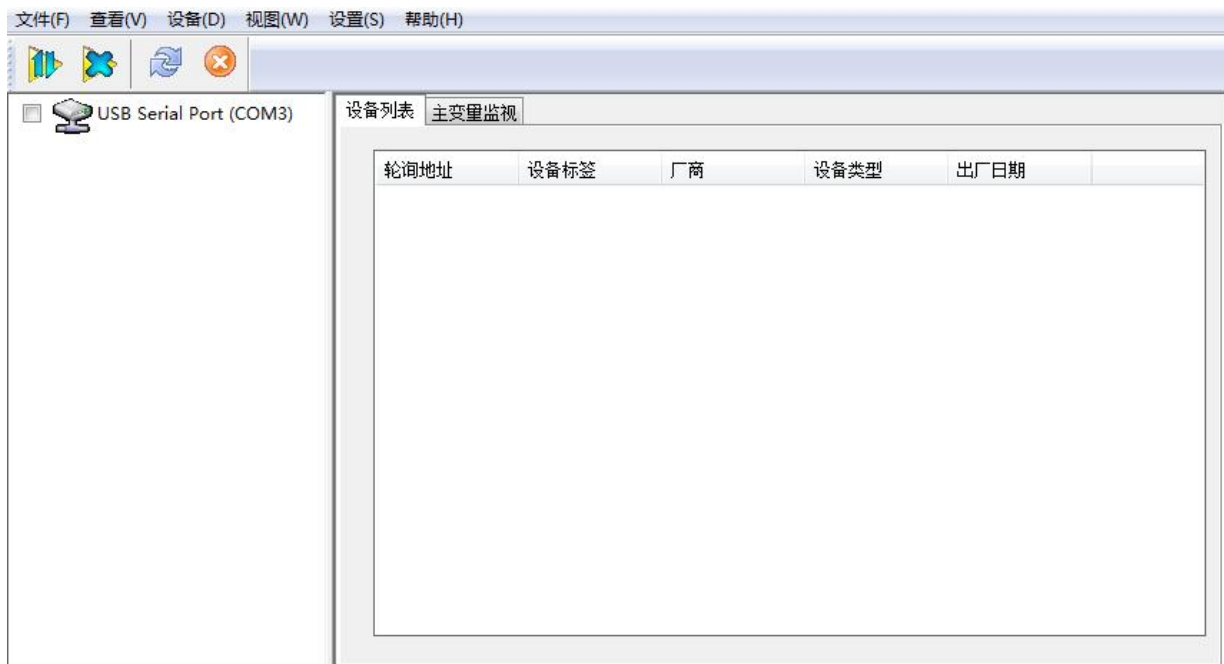 文件(F) 查看(V) 设备(D) 视图(W) 设置(S) 帮助(H)
USB Serial Port (COM3)
设备列表 主变量监视
轮询地址 设备标签 厂商 设备类型 出厂日期